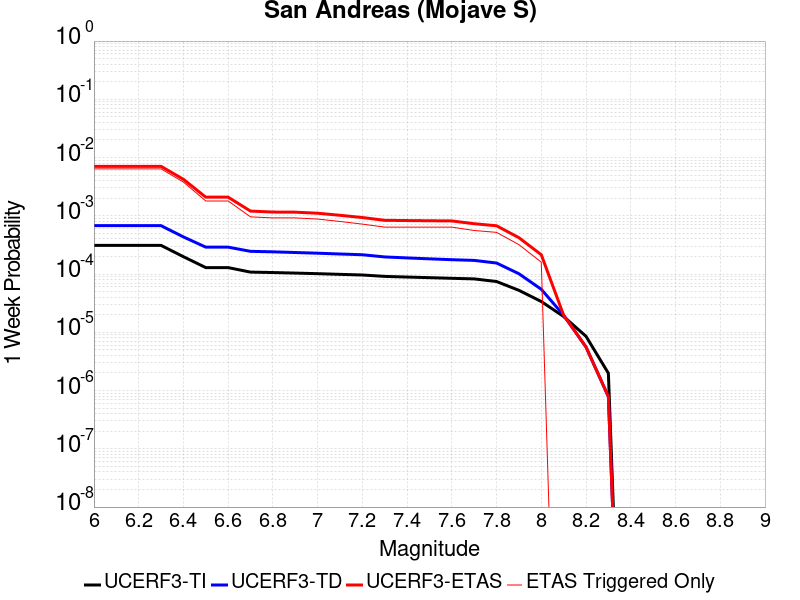 San Andreas (Mojave S)
10^0
10^-1
10^-2
10^-3
10^-4
10^-5
10^-6
10^-7
10^-8
1 Week Probability
6 6.2 6.4 6.6 6.8 7 7.2 7.4 7.6 7.8 8 8.2 8.4 8.6 8.8 9
Magnitude
UCERF3-TI UCERF3-TD UCERF3-ETAS ETAS Triggered Only